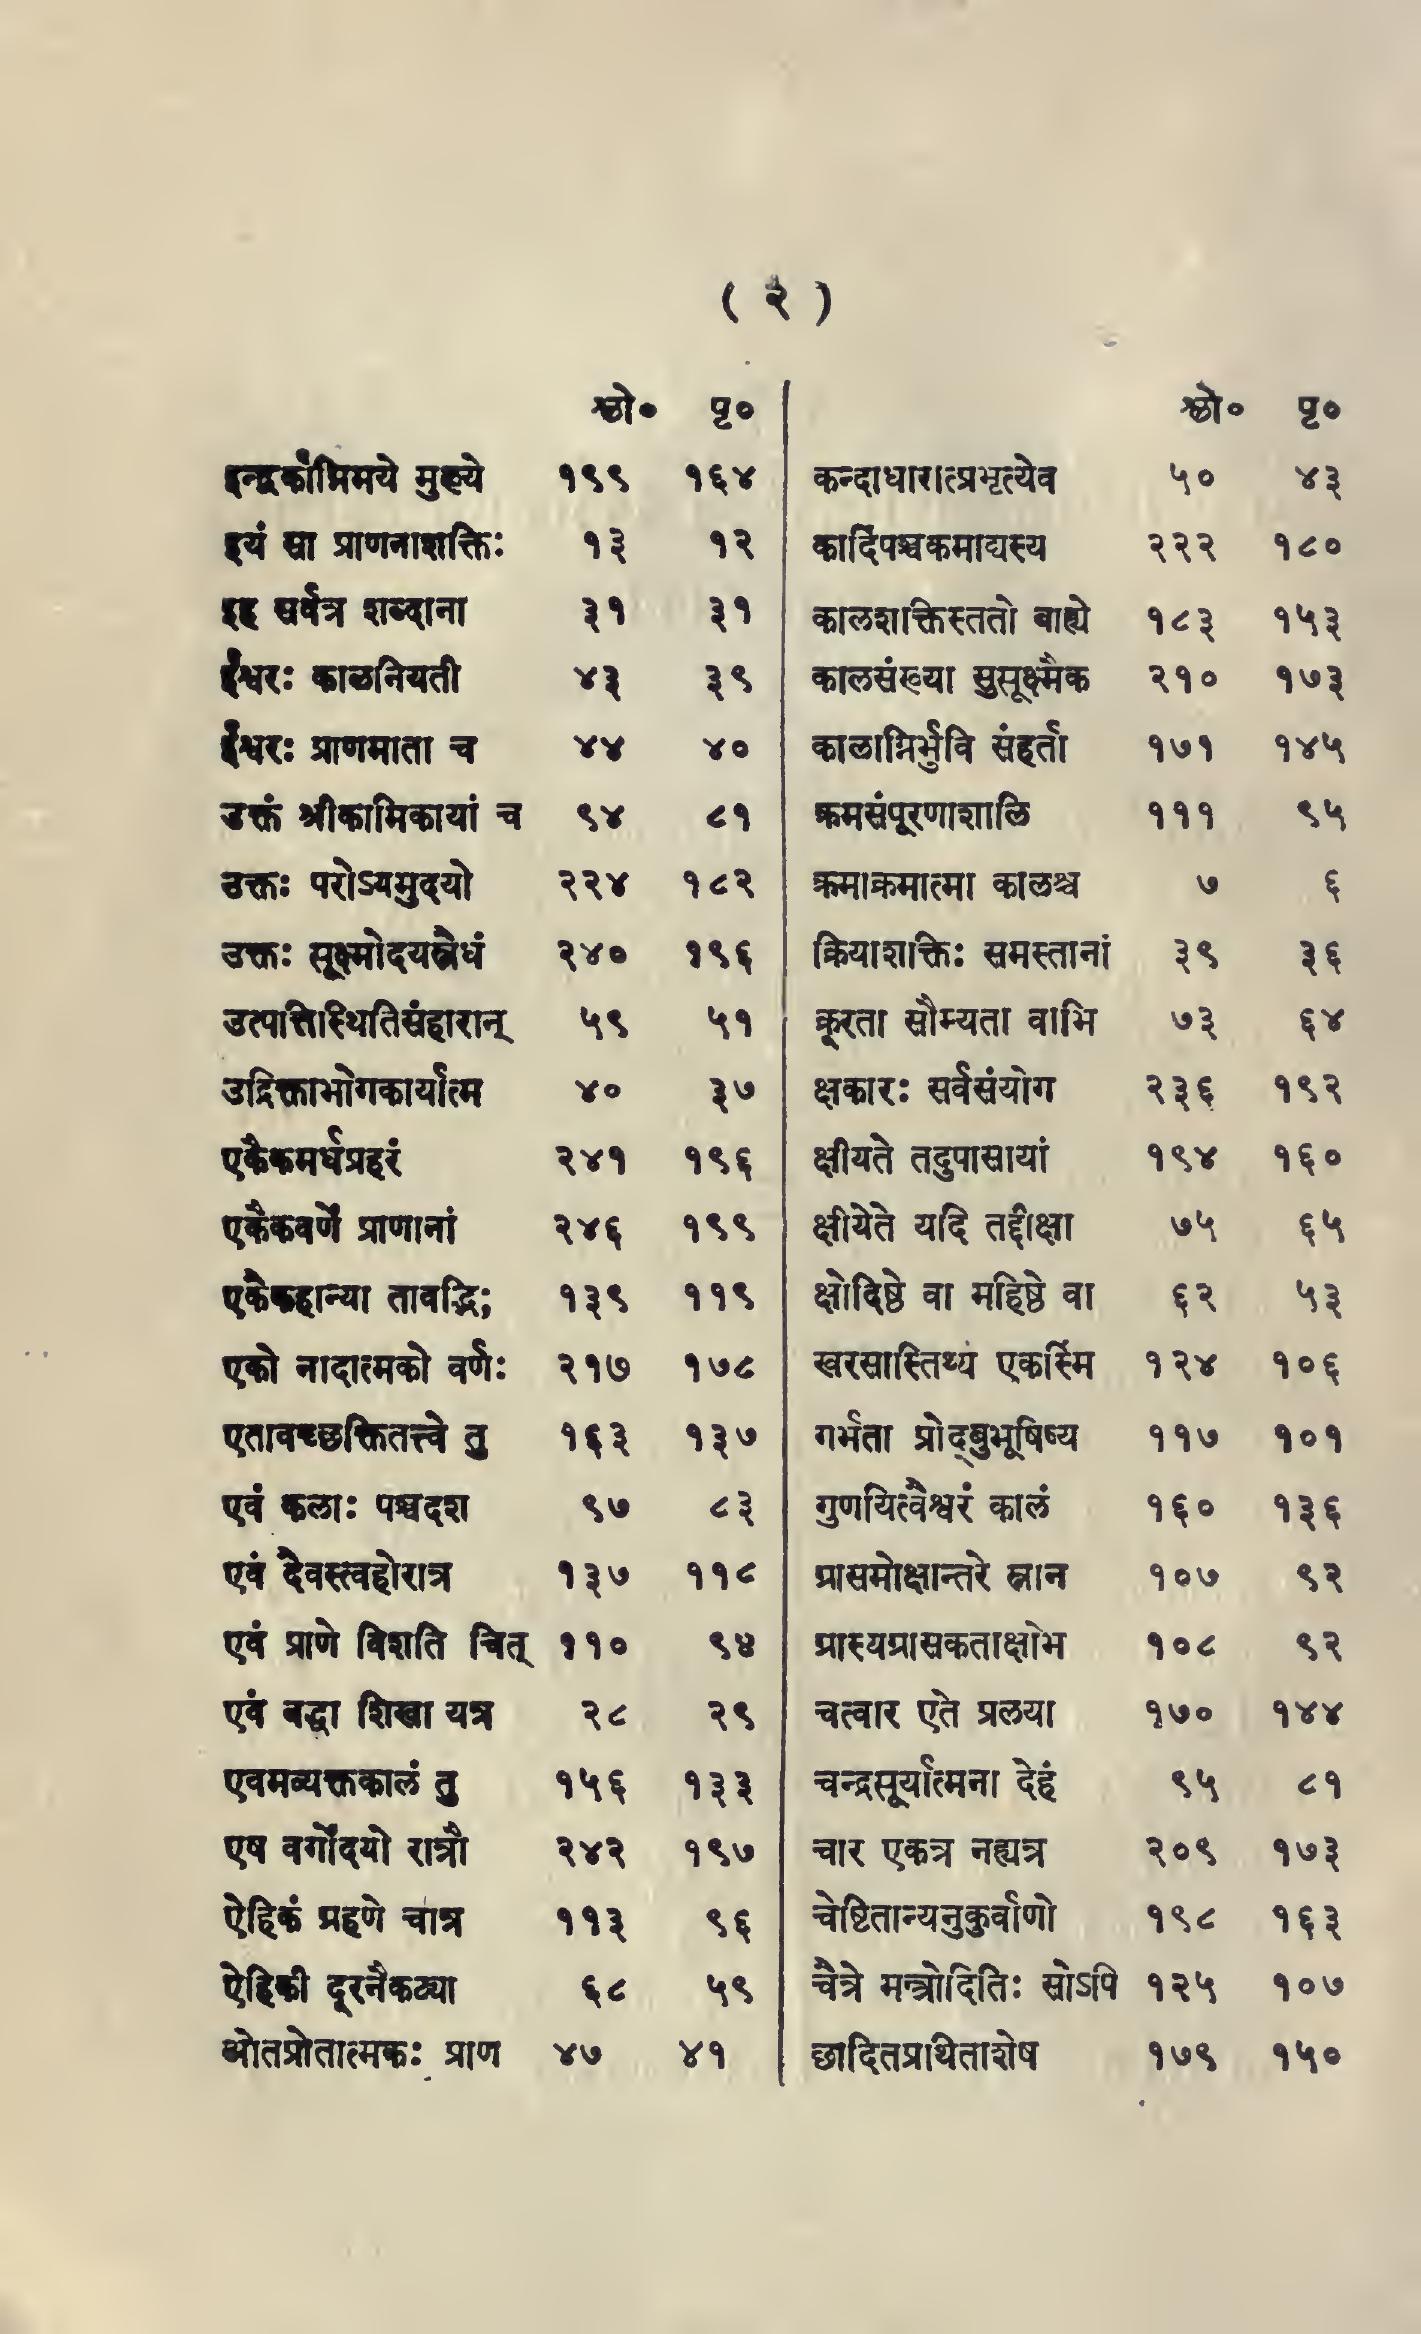 ( २ )
श्लो० पृ०
इन्द्वर्काग्निमये मुख्ये १९९ १६४
इयं सा प्राणनाशक्तिः १३ १२
इह सर्वत्र शब्दाना ३१ ३१
ईश्वरः कालनियती ४३ ३९
ईश्वरः प्राणमाता च ४४ ४०
उक्तं श्रीकामिकायां च ९४ ८१
उक्तः परोऽयमुदयो २२४ १८२
उक्तः सूक्ष्मोदयस्त्रैधं २४० १९६
उत्पत्तिस्थितिसंहारान् ५९ ५१
उद्रिक्ताभोगकार्यात्म ४० ३७
एकैकमर्धप्रहरं २४१ १९६
एकैकवर्णे प्राणानां २४६ १९९
एकैकहान्या तावद्भिः १३९ ११९
एको नादात्मको वर्णः २१७ १७८
एतावच्छक्तितत्त्वे तु १६३ १३७
एवं कलाः पञ्चदश ९७ ८३
एवं दैवस्त्वहोरात्र १३७ ११८
एवं प्राणे विशति चित् ११० ९४
एवं बद्धा शिखा यत्र २८ २९
एवमव्यक्तकालं तु १५६ १३३
एष वर्गोदयो रात्रौ २४२ १९७
ऐहिकं ग्रहणे चात्र ११३ ९६
ऐहिकी दूरनैकट्या ६८ ५९
ओतप्रोतात्मकः प्राण ४७ ४१
श्लो० पृ०
कन्दाधारात्प्रभृत्येव ५० ४३
कादिपञ्चकमाद्यस्य २२२ १८०
कालशक्तिस्ततो बाह्ये १८३ १५३
कालसंख्या सुसूक्ष्मैक २१० १७३
कालाग्निर्भुवि संहर्ता १७१ १४५
क्रमसंपूरणाशालि १११ ९५
क्रमाक्रमात्मा कालश्च ७ ६
क्रियाशक्तिः समस्तानां ३९ ३६
क्रूरता सौम्यता वाभि ७३ ६४
क्षकारः सर्वसंयोग २३६ १९२
क्षीयते तदुपासायां १९४ १६०
क्षीयेते यदि तद्दीक्षा ७५ ६५
क्षोदिष्ठे वा महिष्ठे वा ६२ ५३
खरसास्तिथ्य एकस्मि १२४ १०६
गर्भता प्रोद्बुभूषिष्य ११७ १०१
गुणयित्वैश्वरं कालं १६० १३६
ग्रासमोक्षान्तरे स्नान १०७ ९२
ग्रास्यग्रासकताक्षोभ १०८ ९२
चत्वार एते प्रलया १७० १४४
चन्द्रसूर्यात्मना देहं ९५ ८१
चार एकत्र नह्यत्र २०९ १७३
चेष्टितान्यनुकुर्वाणो १९८ १६३
चैत्रे मन्त्रोदितिः सोऽपि १२५ १०७
छादितप्रथिताशेष १७९ १५०